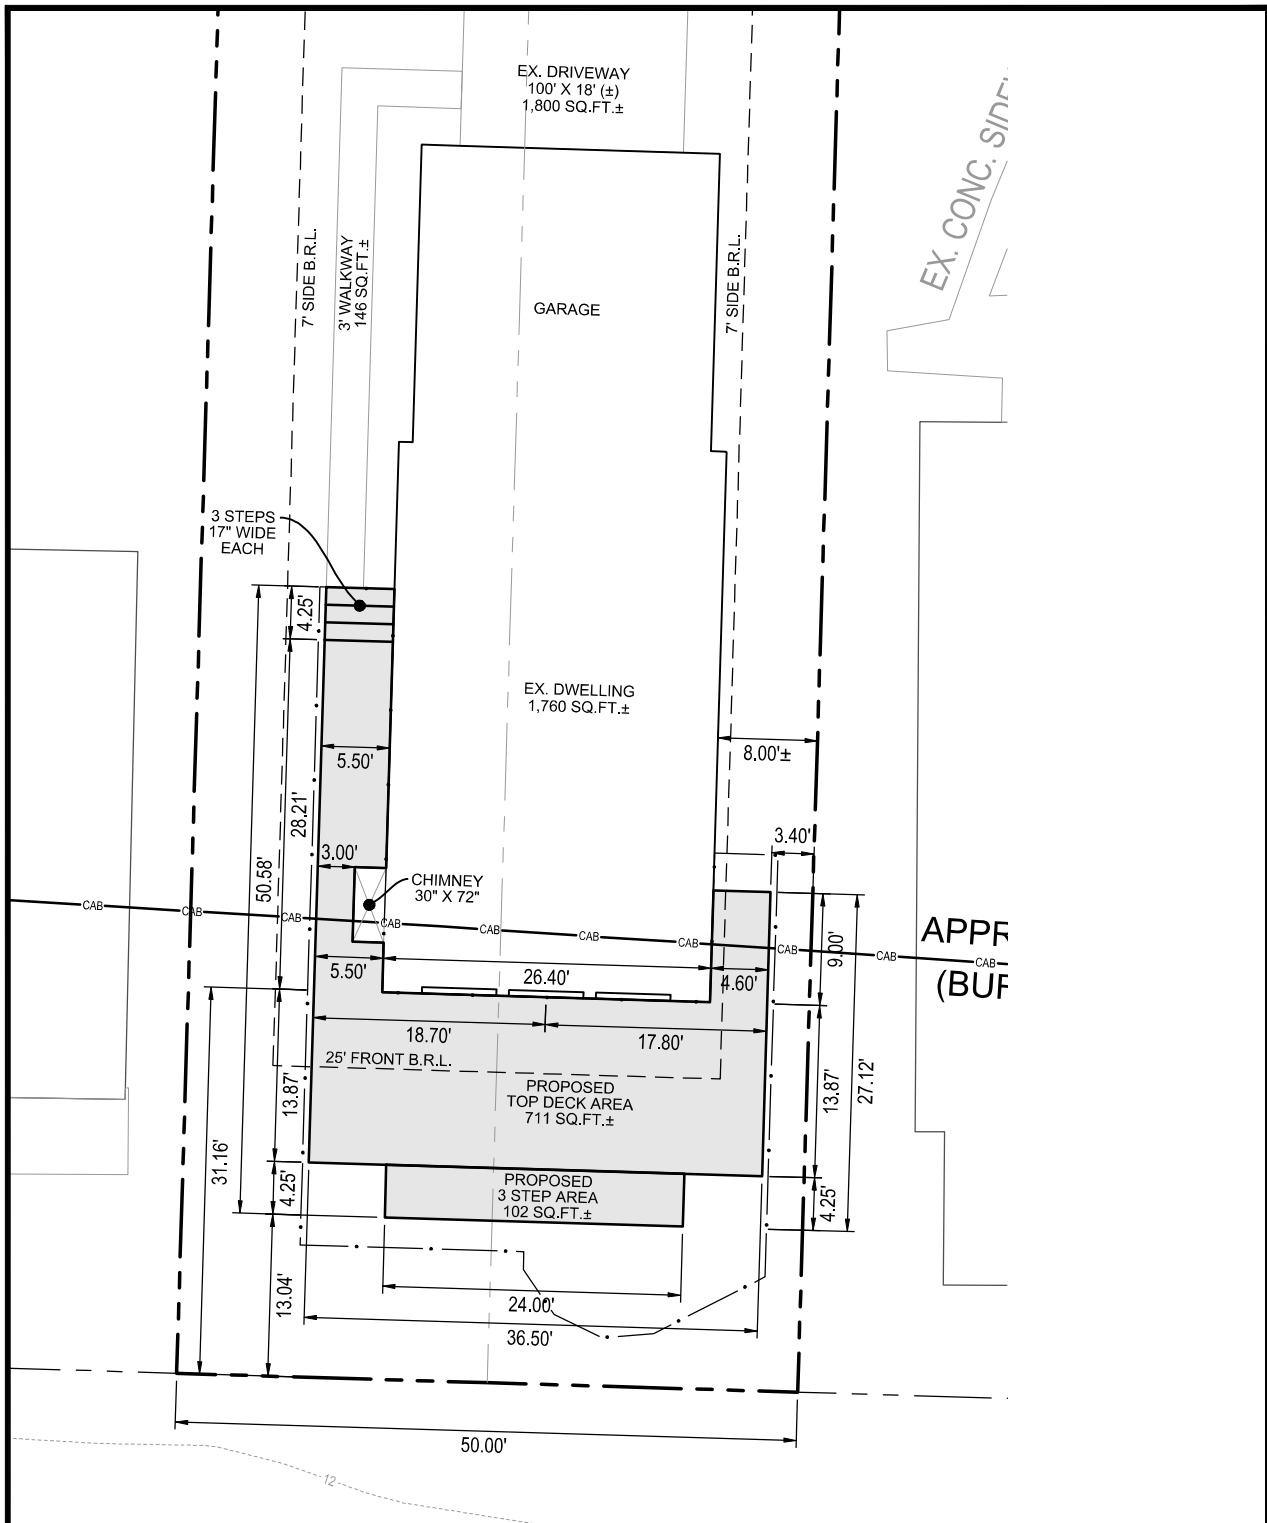 EX. DRIVEWAY
100' X 18' (±)
1,800 SQ.FT.±
EX. CONC.
7' SIDE B.R.L.
3' WALKWAY
146 SQ.FT.±
7' SIDE B.R.L.
GARAGE
3 STEPS
17" WIDE
EACH
4.25'
EX. DWELLING
1,760 SQ.FT.±
8.00'±
5.50'
28.21'
3.40'
3.00'
50.58'
CHIMNEY
30" X 72"
CAB
CAB
CAB
CAB
CAB
CAB
CAB
CAB
CAB
CAB
9.00'
5.50'
26.40'
4.60'
18.70'
17.80'
25' FRONT B.R.L.
13.87'
PROPOSED
TOP DECK AREA
711 SQ.FT.±
13.87'
27.12'
31.16'
4.25'
PROPOSED
3 STEP AREA
102 SQ.FT.±
4.25'
13.04'
24.00'
36.50'
50.00'
12